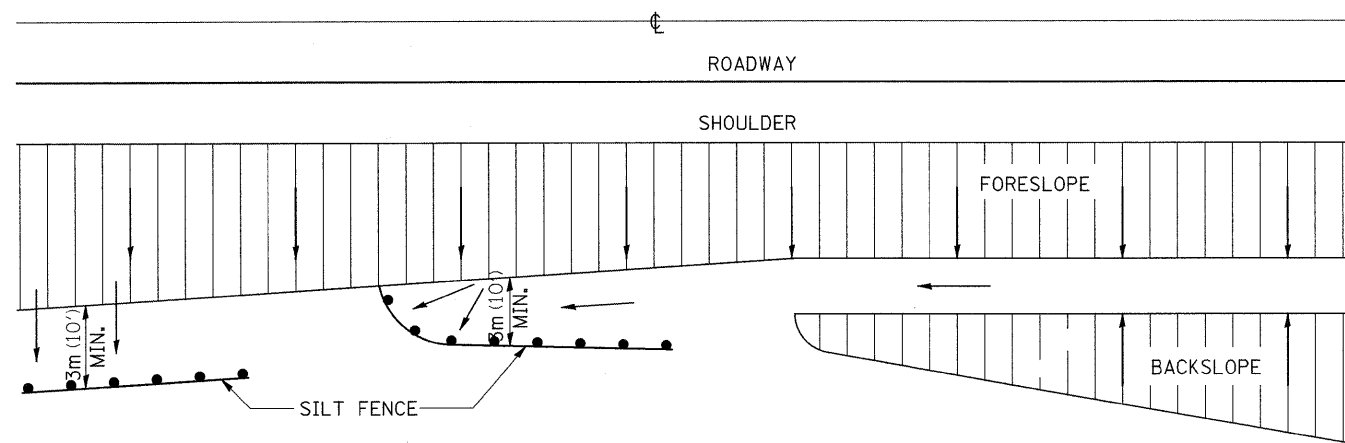 ℄
ROADWAY
SHOULDER
FORESLOPE
3m (10')
MIN.
3m (10')
MIN.
BACKSLOPE
SILT FENCE